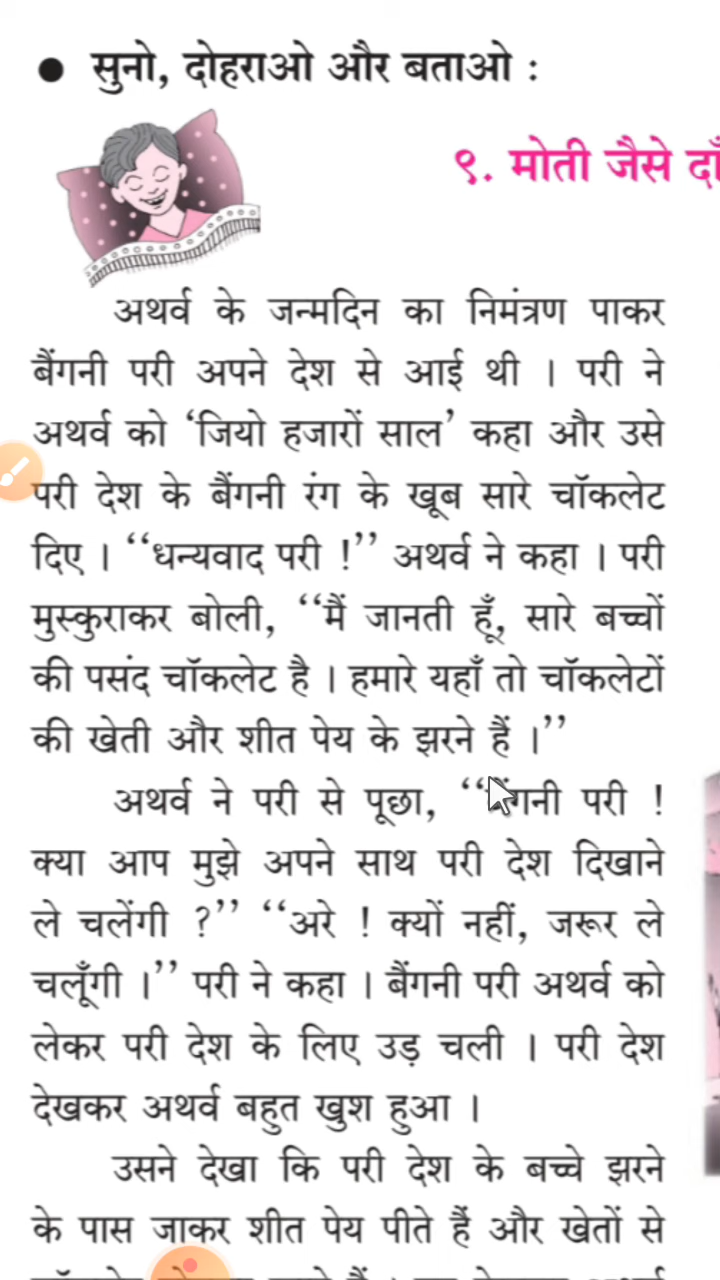 ● सुनो, दोहराओ और बताओ :
९. मोती जैसे
अथर्व के जन्मदिन का निमंत्रण पाकर
बैंगनी परी अपने देश से आई थी । परी ने
अथर्व को ‘जियो हजारों साल’ कहा और उसे
परी देश के बैंगनी रंग के खूब सारे चॉकलेट
दिए । ‘‘धन्यवाद परी !’’ अथर्व ने कहा । परी
मुस्कुराकर बोली, ‘‘मैं जानती हूँ, सारे बच्चों
की पसंद चॉकलेट है । हमारे यहाँ तो चॉकलेटों
की खेती और शीत पेय के झरने हैं ।’’
अथर्व ने परी से पूछा, ‘‘बैंगनी परी !
क्या आप मुझे अपने साथ परी देश दिखाने
ले चलेंगी ?’’ ‘‘अरे ! क्यों नहीं, जरूर ले
चलूँगी ।’’ परी ने कहा । बैंगनी परी अथर्व को
लेकर परी देश के लिए उड़ चली । परी देश
देखकर अथर्व बहुत खुश हुआ ।
उसने देखा कि परी देश के बच्चे झरने
के पास जाकर शीत पेय पीते हैं और खेतों से